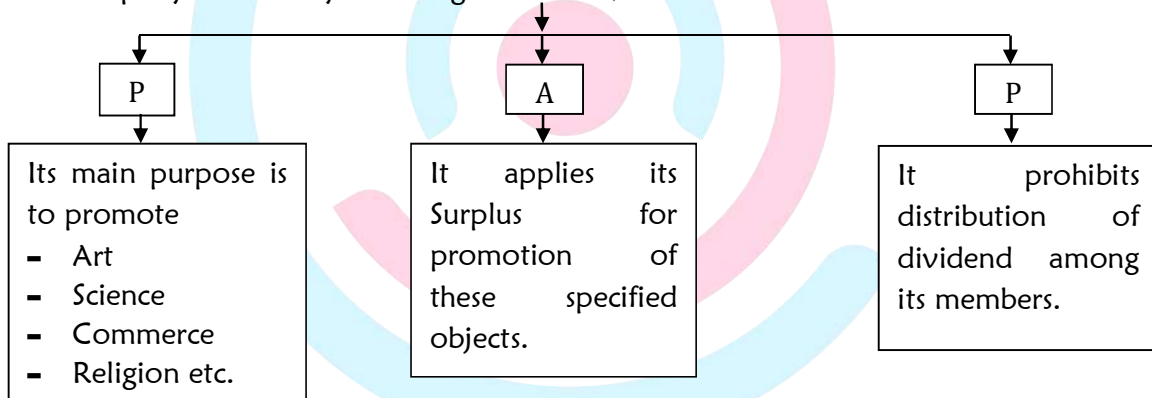 P
A
P
Its main purpose is
to promote
- Art
- Science
- Commerce
- Religion etc.
It applies its
Surplus for
promotion of
these specified
objects.
It prohibits
distribution of
dividend among
its members.